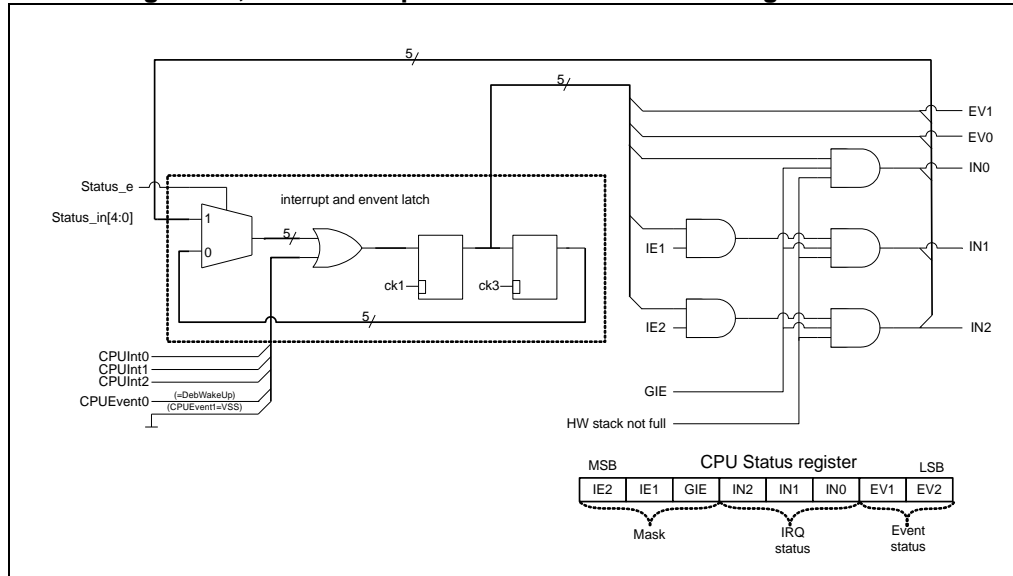 5
5
EV1
EV0
IN0
Status_e
interrupt and envent latch
Status_in[4:0]
1
5
0
IE1
IN1
ck1
ck3
5
IE2
IN2
CPUInt0
CPUInt1
CPUInt2
CPUEvent0
(=DebWakeUp)
(CPUEvent1=VSS)
GIE
HW stack not full
MSB CPU Status register LSB
IE2 IE1 GIE IN2 IN1 IN0 EV1 EV2
Mask IRQ status Event status